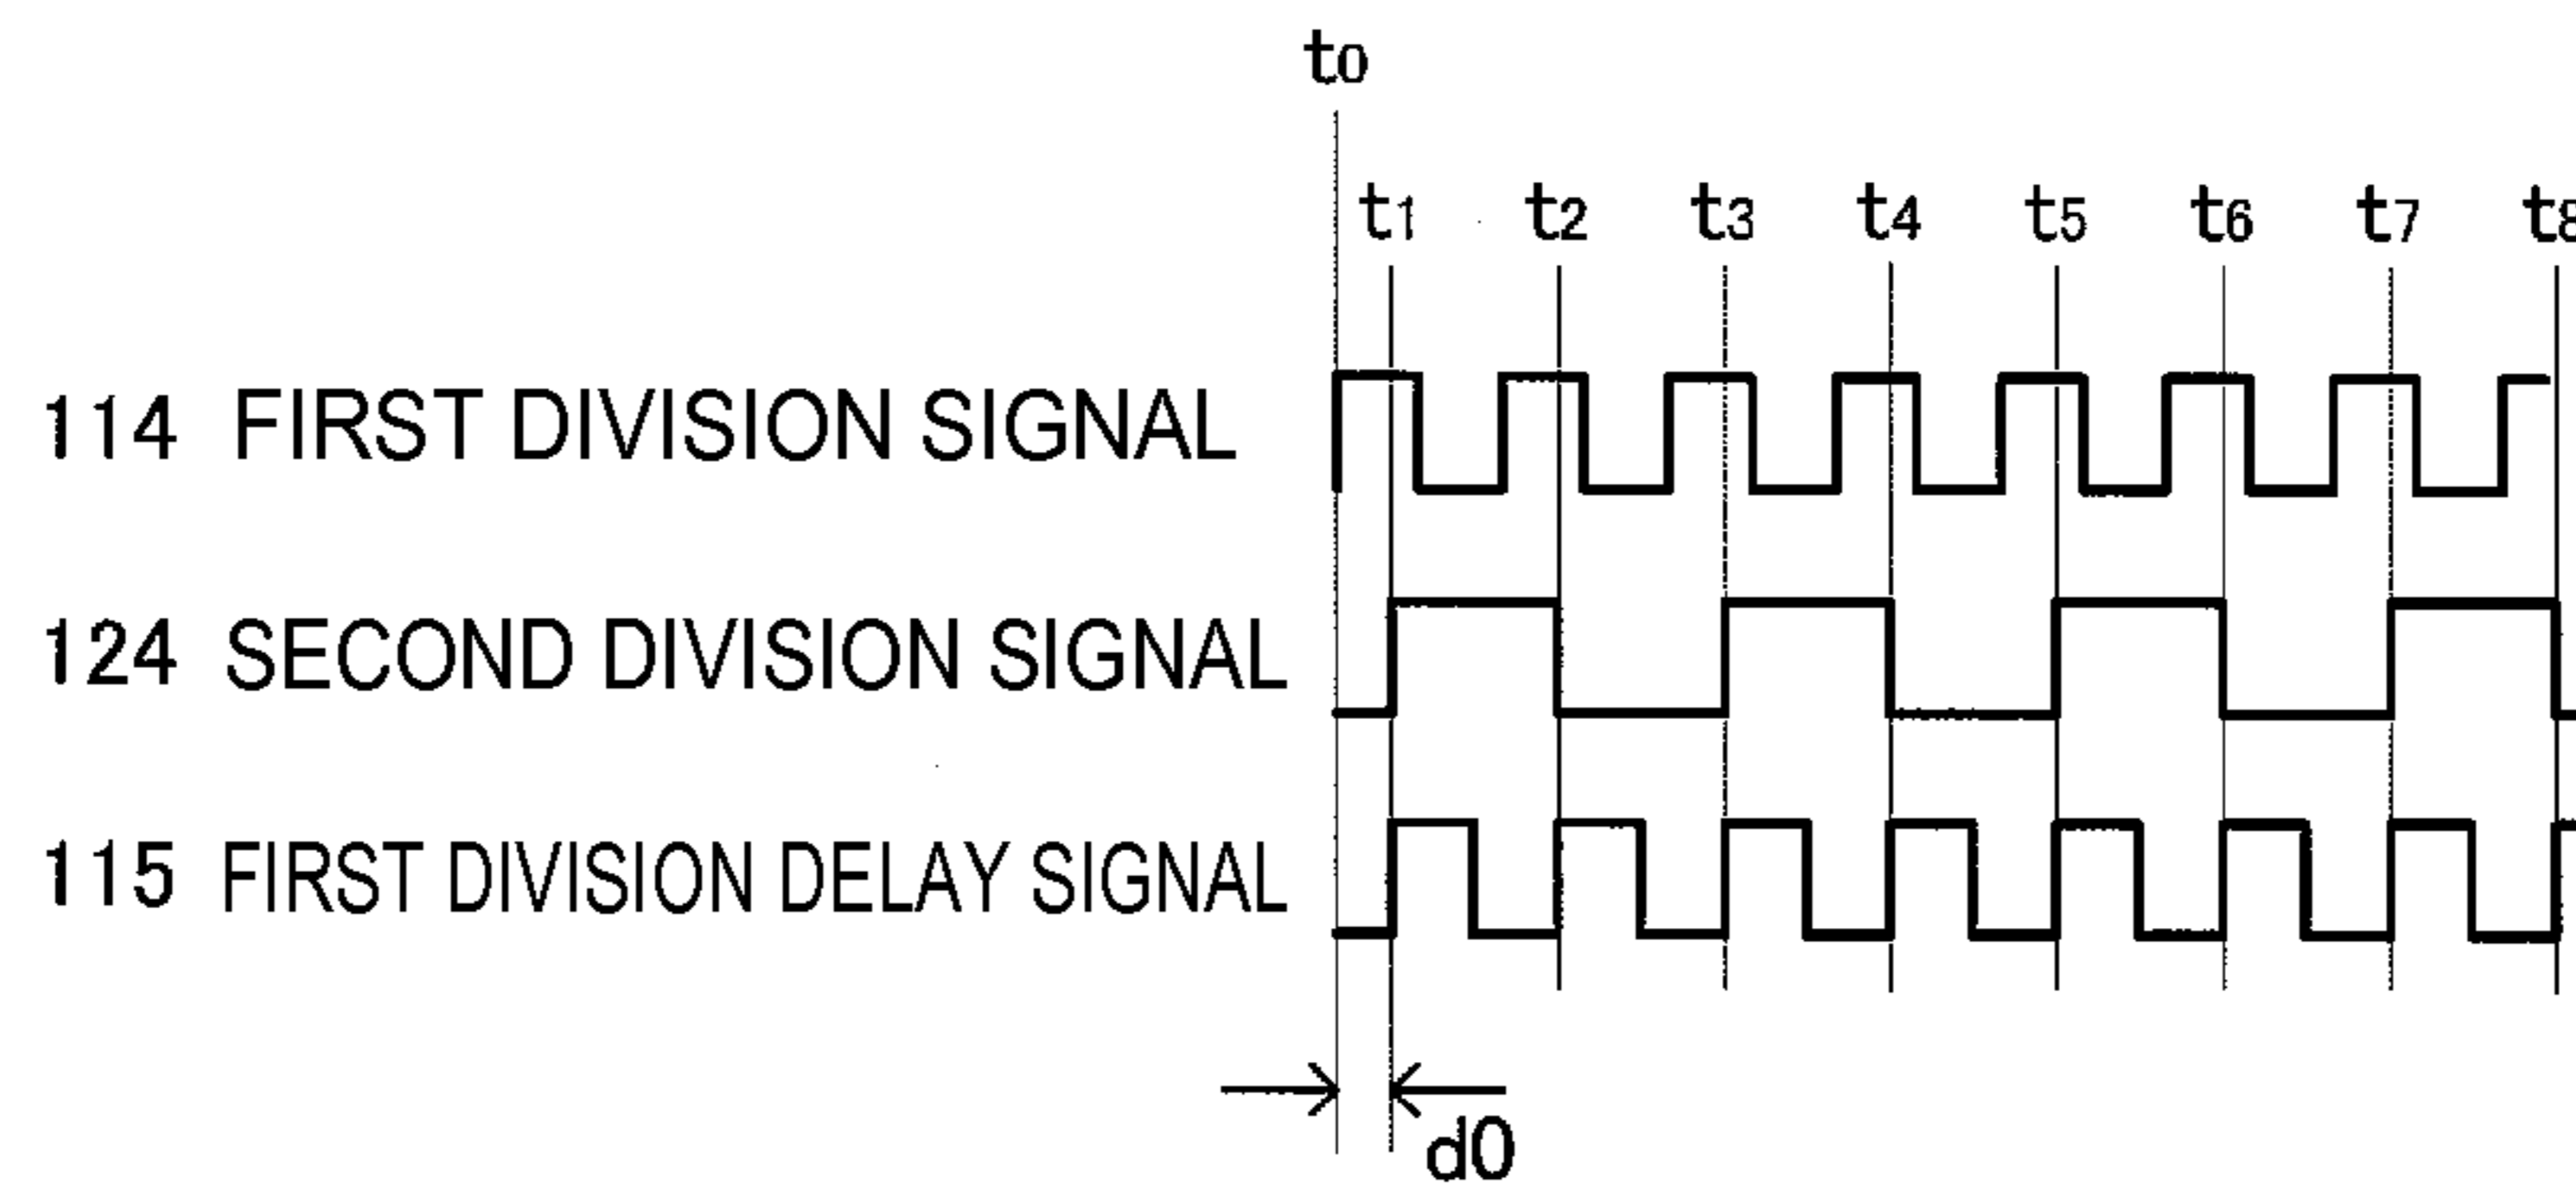 t0
t1 t2 t3 t4 t5 t6 t7 t8
114 FIRST DIVISION SIGNAL
124 SECOND DIVISION SIGNAL
115 FIRST DIVISION DELAY SIGNAL
d0